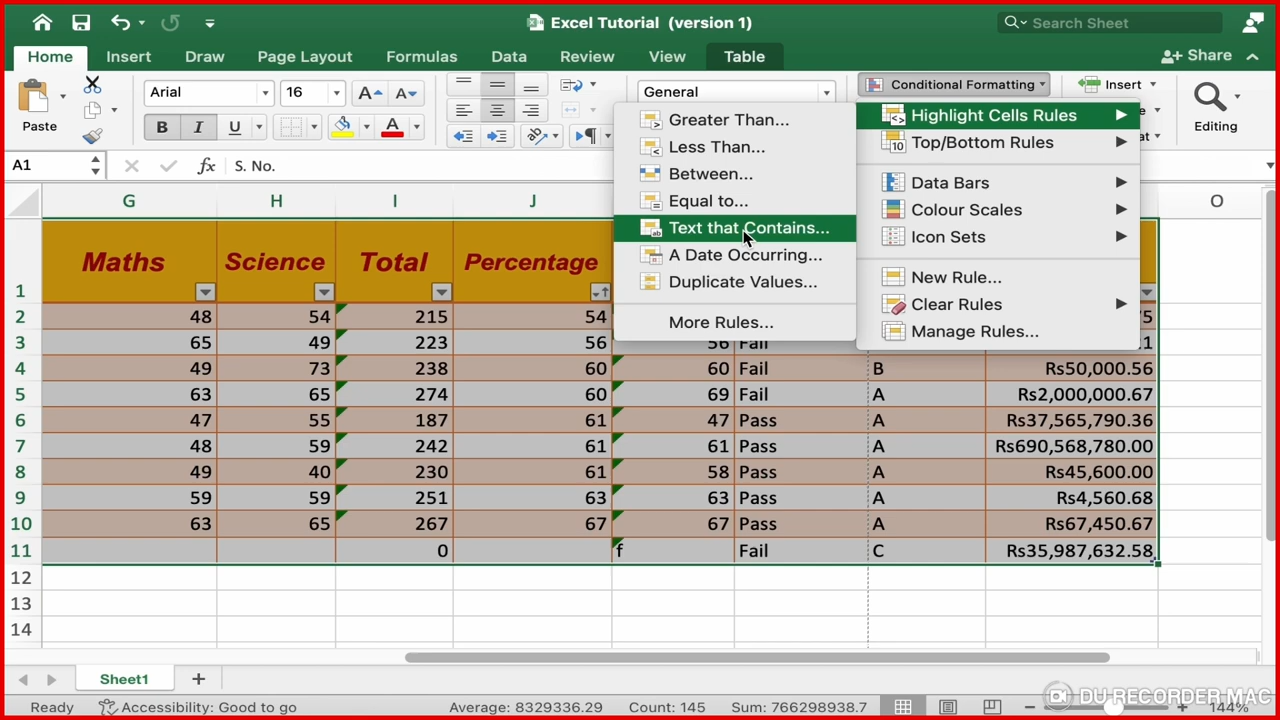 Excel Tutorial (version 1)
Search Sheet
Home Insert Draw Page Layout Formulas Data Review View Table Share
Paste
Arial 16 A A
B I U A
General
Conditional Formatting
Insert
Editing
Highlight Cells Rules
Top/Bottom Rules
Data Bars
Colour Scales
Icon Sets
New Rule...
Clear Rules
Manage Rules...
Greater Than...
Less Than...
Between...
Equal to...
Text that Contains...
A Date Occurring...
Duplicate Values...
More Rules...
A1 fx S. No.
G H I J O
1 Maths Science Total Percentage
2 48 54 215 54
3 65 49 223 56 56 Fail
4 49 73 238 60 60 Fail B Rs50,000.56
5 63 65 274 60 69 Fail A Rs2,000,000.67
6 47 55 187 61 47 Pass A Rs37,565,790.36
7 48 59 242 61 61 Pass A Rs690,568,780.00
8 49 40 230 61 58 Pass A Rs45,600.00
9 59 59 251 63 63 Pass A Rs4,560.68
10 63 65 267 67 67 Pass A Rs67,450.67
11 0 f Fail C Rs35,987,632.58
12
13
14
Sheet1 +
Ready Accessibility: Good to go Average: 8329336.29 Count: 145 Sum: 766298938.7 144%
DU RECORDER MAC